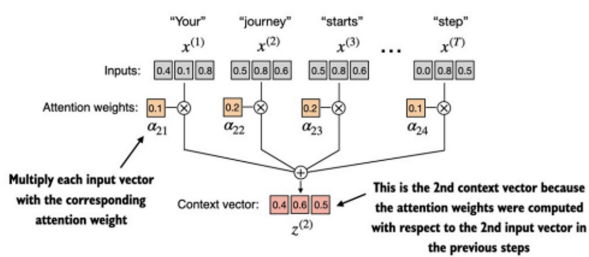 "Your" "journey" "starts" "step"
x(1) x(2) x(3) ... x(T)
Inputs: 0.4 0.1 0.8 0.5 0.8 0.6 0.5 0.8 0.6 0.0 0.8 0.5
Attention weights: 0.1 0.2 0.2 0.1
α21 α22 α23 α24
Multiply each input vector
with the corresponding
attention weight
Context vector: 0.4 0.6 0.5
z(2)
This is the 2nd context vector because
the attention weights were computed
with respect to the 2nd input vector in
the previous steps